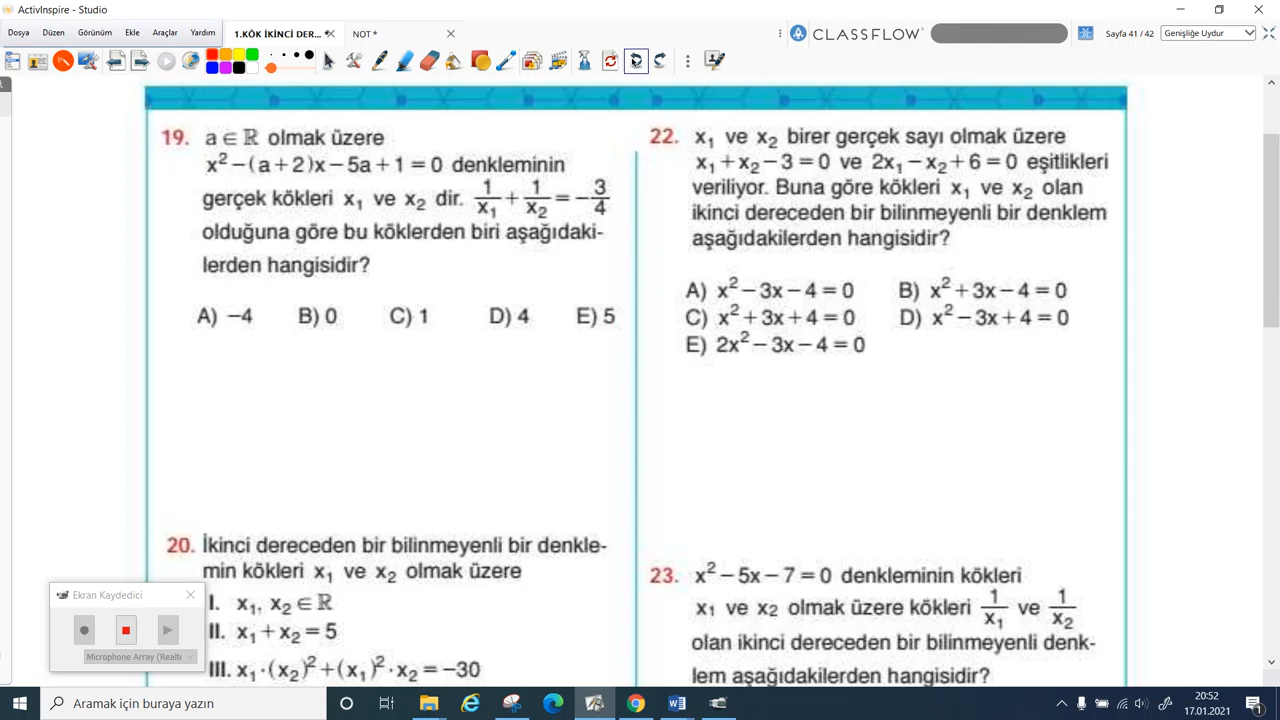 ActivInspire - Studio
Dosya Düzen Görünüm Ekle Araçlar Yardım
1.KÖK İKİNCİ DER... *
NOT *
CLASSFLOW
Sayfa 41 / 42
Genişliğe Uydur
19. a ∈ ℝ olmak üzere
x² − (a + 2)x − 5a + 1 = 0 denkleminin
gerçek kökleri x₁ ve x₂ dir. 1/x₁ + 1/x₂ = −3/4
olduğuna göre bu köklerden biri aşağıdaki-
lerden hangisidir?
A) −4 B) 0 C) 1 D) 4 E) 5
20. İkinci dereceden bir bilinmeyenli bir denkle-
min kökleri x₁ ve x₂ olmak üzere
I. x₁, x₂ ∈ ℝ
II. x₁ + x₂ = 5
III. x₁ · (x₂)² + (x₁)² · x₂ = −30
22. x₁ ve x₂ birer gerçek sayı olmak üzere
x₁ + x₂ − 3 = 0 ve 2x₁ − x₂ + 6 = 0 eşitlikleri
veriliyor. Buna göre kökleri x₁ ve x₂ olan
ikinci dereceden bir bilinmeyenli bir denklem
aşağıdakilerden hangisidir?
A) x² − 3x − 4 = 0 B) x² + 3x − 4 = 0
C) x² + 3x + 4 = 0 D) x² − 3x + 4 = 0
E) 2x² − 3x − 4 = 0
23. x² − 5x − 7 = 0 denkleminin kökleri
x₁ ve x₂ olmak üzere kökleri 1/x₁ ve 1/x₂
olan ikinci dereceden bir bilinmeyenli denk-
lem aşağıdakilerden hangisidir?
Ekran Kaydedici
Microphone Array (Realt
Aramak için buraya yazın
20:52
17.01.2021
1